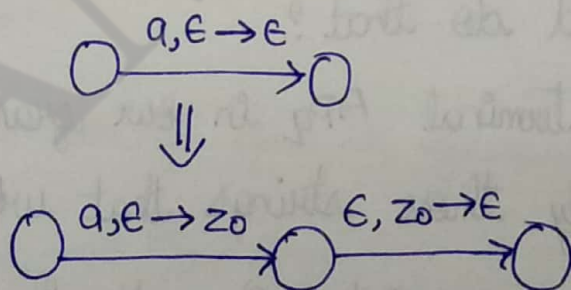 a, ϵ → ϵ
⇓
a, ϵ → z0 ϵ, z0 → ϵ